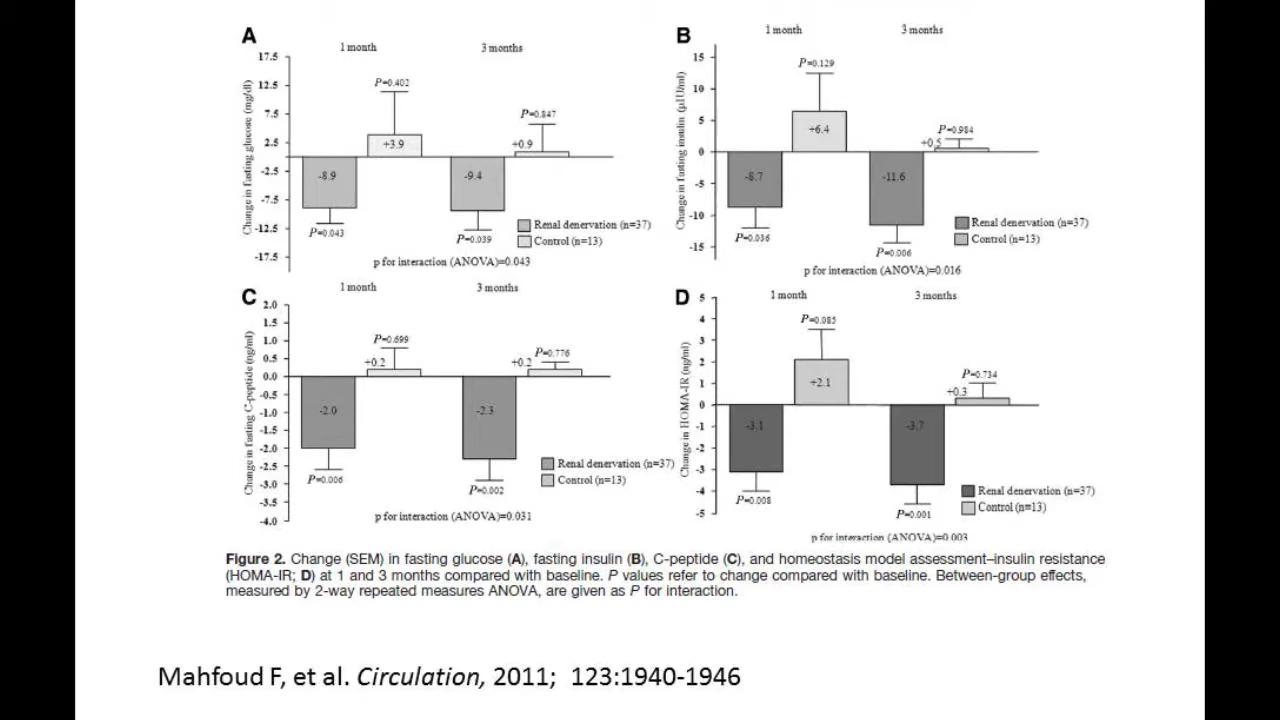 A
1 month
3 months
17.5
12.5
7.5
2.5
-2.5
-7.5
-12.5
-17.5
Change in fasting glucose (mg/dl)
P=0.402
P=0.847
+3.9
+0.9
-8.9
-9.4
P=0.043
P=0.039
Renal denervation (n=37)
Control (n=13)
p for interaction (ANOVA)=0.043
B
1 month
3 months
15
10
5
0
-5
-10
-15
Change in fasting insulin (μIU/ml)
P=0.129
P=0.984
+6.4
+0.5
-8.7
-11.6
P=0.036
P=0.006
Renal denervation (n=37)
Control (n=13)
p for interaction (ANOVA)=0.016
C
1 month
3 months
2.0
1.5
1.0
0.5
0.0
-0.5
-1.0
-1.5
-2.0
-2.5
-3.0
-3.5
-4.0
Change in fasting C-peptide (ng/ml)
P=0.699
P=0.776
+0.2
+0.2
-2.0
-2.3
P=0.006
P=0.002
Renal denervation (n=37)
Control (n=13)
p for interaction (ANOVA)=0.031
D
1 month
3 months
5
4
3
2
1
0
-1
-2
-3
-4
-5
Change in HOMA-IR (ng/ml)
P=0.085
P=0.734
+2.1
+0.3
-3.1
-3.7
P=0.008
P=0.001
Renal denervation (n=37)
Control (n=13)
p for interaction (ANOVA)=0.003
Figure 2. Change (SEM) in fasting glucose (A), fasting insulin (B), C-peptide (C), and homeostasis model assessment–insulin resistance
(HOMA-IR; D) at 1 and 3 months compared with baseline. P values refer to change compared with baseline. Between-group effects,
measured by 2-way repeated measures ANOVA, are given as P for interaction.
Mahfoud F, et al. Circulation, 2011; 123:1940-1946